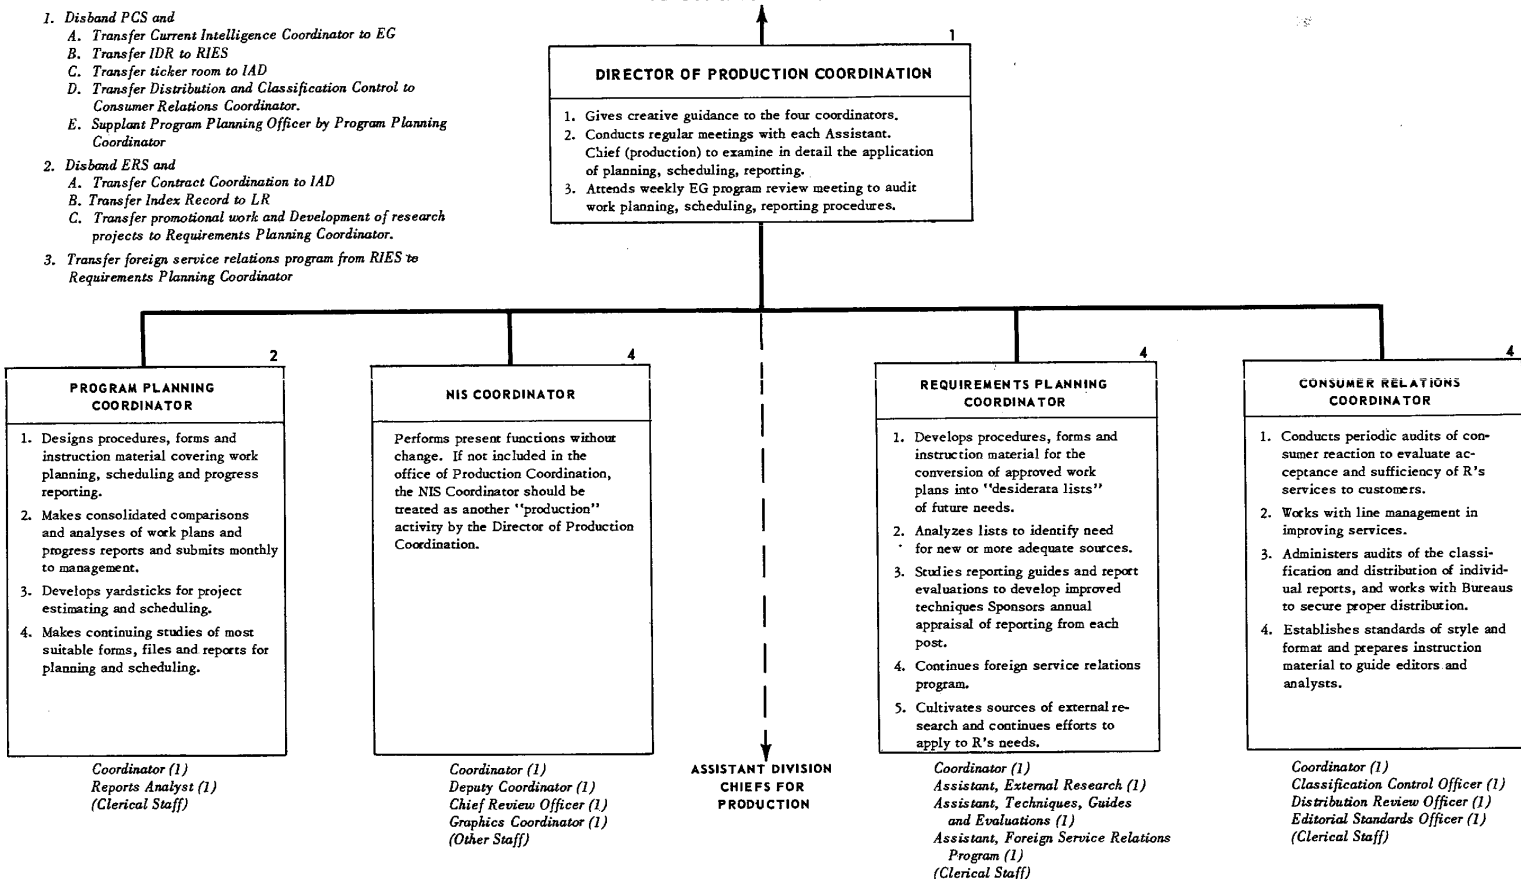 1. Disband PCS and
A. Transfer Current Intelligence Coordinator to EG
B. Transfer IDR to RIES
C. Transfer ticker room to IAD
D. Transfer Distribution and Classification Control to
Consumer Relations Coordinator.
E. Supplant Program Planning Officer by Program Planning
Coordinator
2. Disband ERS and
A. Transfer Contract Coordination to IAD
B. Transfer Index Record to LR
C. Transfer promotional work and Development of research
projects to Requirements Planning Coordinator.
3. Transfer foreign service relations program from RIES to
Requirements Planning Coordinator
1
DIRECTOR OF PRODUCTION COORDINATION
1. Gives creative guidance to the four coordinators.
2. Conducts regular meetings with each Assistant.
Chief (production) to examine in detail the application
of planning, scheduling, reporting.
3. Attends weekly EG program review meeting to audit
work planning, scheduling, reporting procedures.
2
PROGRAM PLANNING
COORDINATOR
1. Designs procedures, forms and
instruction material covering work
planning, scheduling and progress
reporting.
2. Makes consolidated comparisons
and analyses of work plans and
progress reports and submits monthly
to management.
3. Develops yardsticks for project
estimating and scheduling.
4. Makes continuing studies of most
suitable forms, files and reports for
planning and scheduling.
Coordinator (1)
Reports Analyst (1)
(Clerical Staff)
4
NIS COORDINATOR
Performs present functions without
change. If not included in the
office of Production Coordination,
the NIS Coordinator should be
treated as another "production"
activity by the Director of Production
Coordination.
Coordinator (1)
Deputy Coordinator (1)
Chief Review Officer (1)
Graphics Coordinator (1)
(Other Staff)
ASSISTANT DIVISION
CHIEFS FOR
PRODUCTION
4
REQUIREMENTS PLANNING
COORDINATOR
1. Develops procedures, forms and
instruction material for the
conversion of approved work
plans into "desiderata lists"
of future needs.
2. Analyzes lists to identify need
for new or more adequate sources.
3. Studies reporting guides and report
evaluations to develop improved
techniques Sponsors annual
appraisal of reporting from each
post.
4. Continues foreign service relations
program.
5. Cultivates sources of external re-
search and continues efforts to
apply to R's needs.
Coordinator (1)
Assistant, External Research (1)
Assistant, Techniques, Guides
and Evaluations (1)
Assistant, Foreign Service Relations
Program (1)
(Clerical Staff)
4
CONSUMER RELATIONS
COORDINATOR
1. Conducts periodic audits of con-
sumer reaction to evaluate ac-
ceptance and sufficiency of R's
services to customers.
2. Works with line management in
improving services.
3. Administers audits of the classi-
fication and distribution of individ-
ual reports, and works with Bureaus
to secure proper distribution.
4. Establishes standards of style and
format and prepares instruction
material to guide editors and
analysts.
Coordinator (1)
Classification Control Officer (1)
Distribution Review Officer (1)
Editorial Standards Officer (1)
(Clerical Staff)